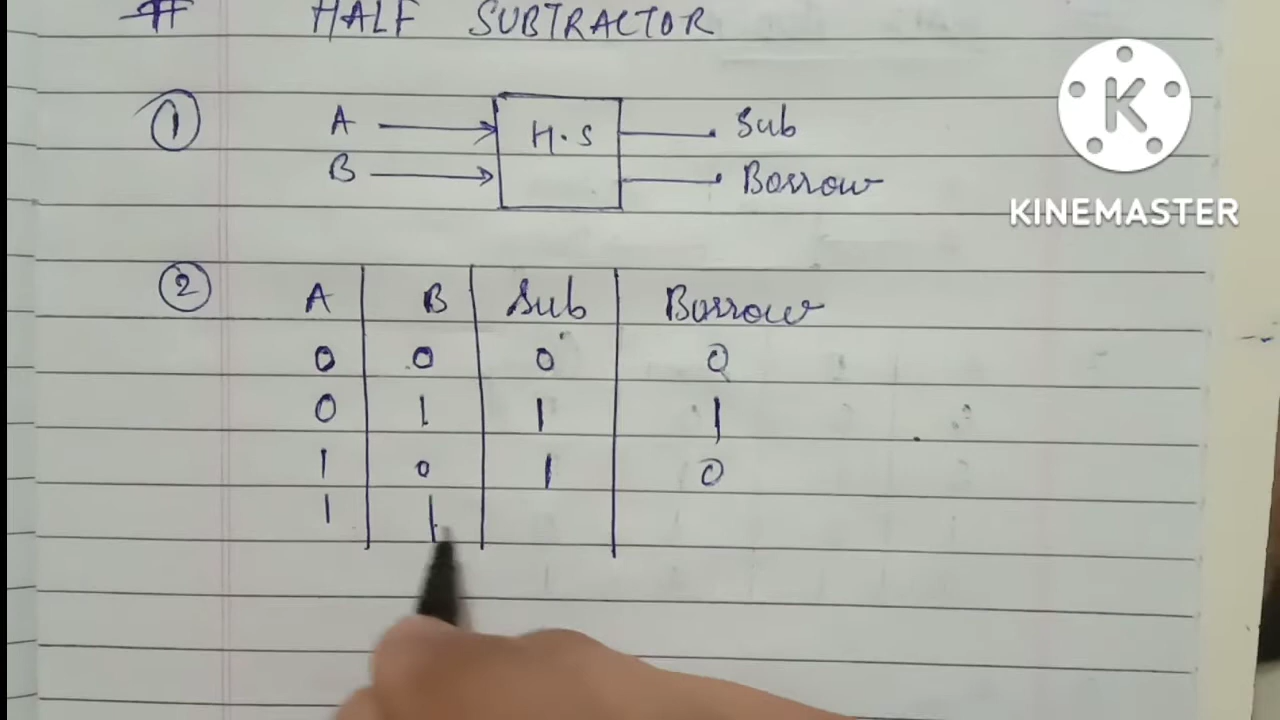 # HALF SUBTRACTOR
① A H.S Sub
B Borrow
KINEMASTER
② A B Sub Borrow
0 0 0 0
0 1 1 1
1 0 1 0
1 1